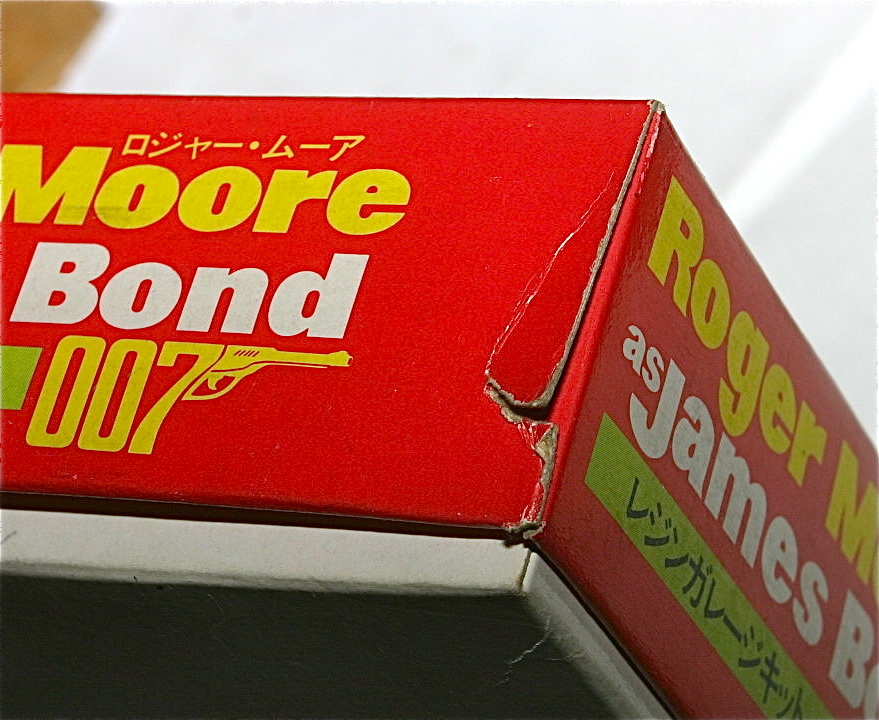 ロジャー・ムーア
Moore
Bond
007
Roger M
as James Bo
レジンガレージキット